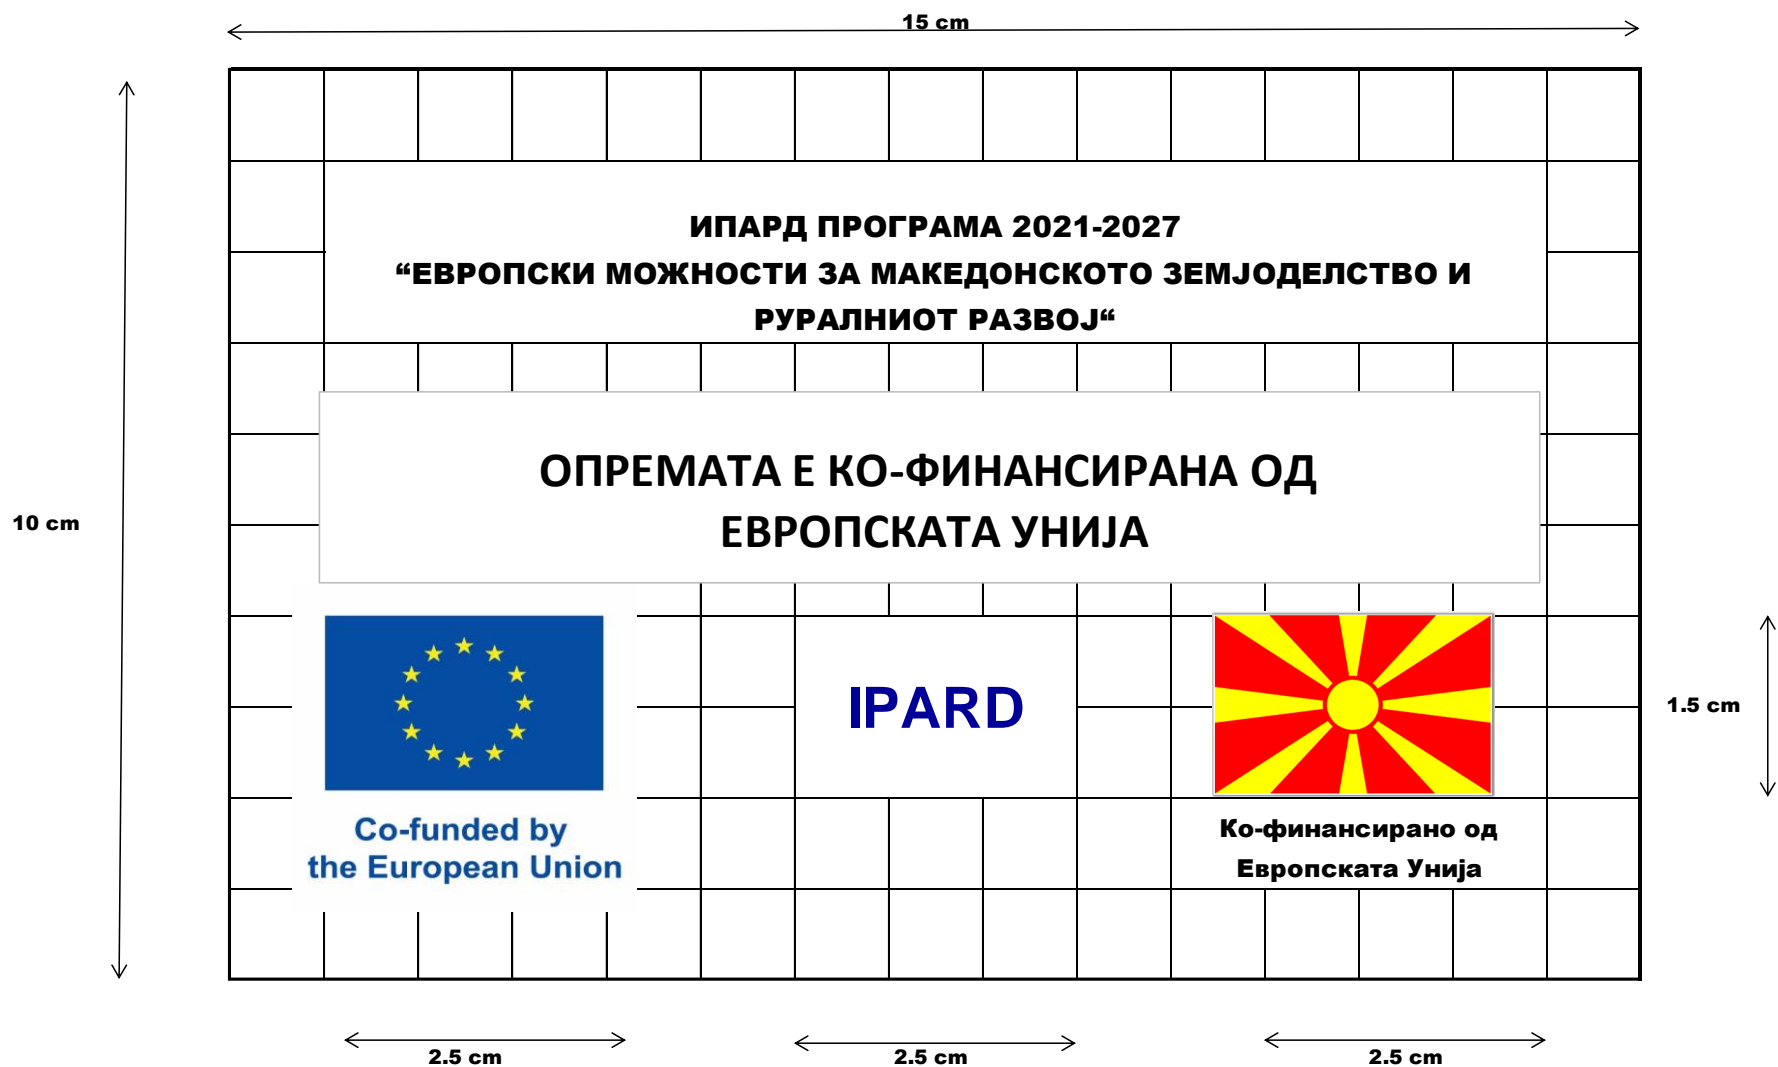 15 cm
ИПАРД ПРОГРАМА 2021-2027
“ЕВРОПСКИ МОЖНОСТИ ЗА МАКЕДОНСКОТО ЗЕМЈОДЕЛСТВО И
РУРАЛНИОТ РАЗВОЈ“
ОПРЕМАТА Е КО-ФИНАНСИРАНА ОД
ЕВРОПСКАТА УНИЈА
10 cm
IPARD
1.5 cm
Co-funded by
the European Union
Ко-финансирано од
Европската Унија
2.5 cm
2.5 cm
2.5 cm